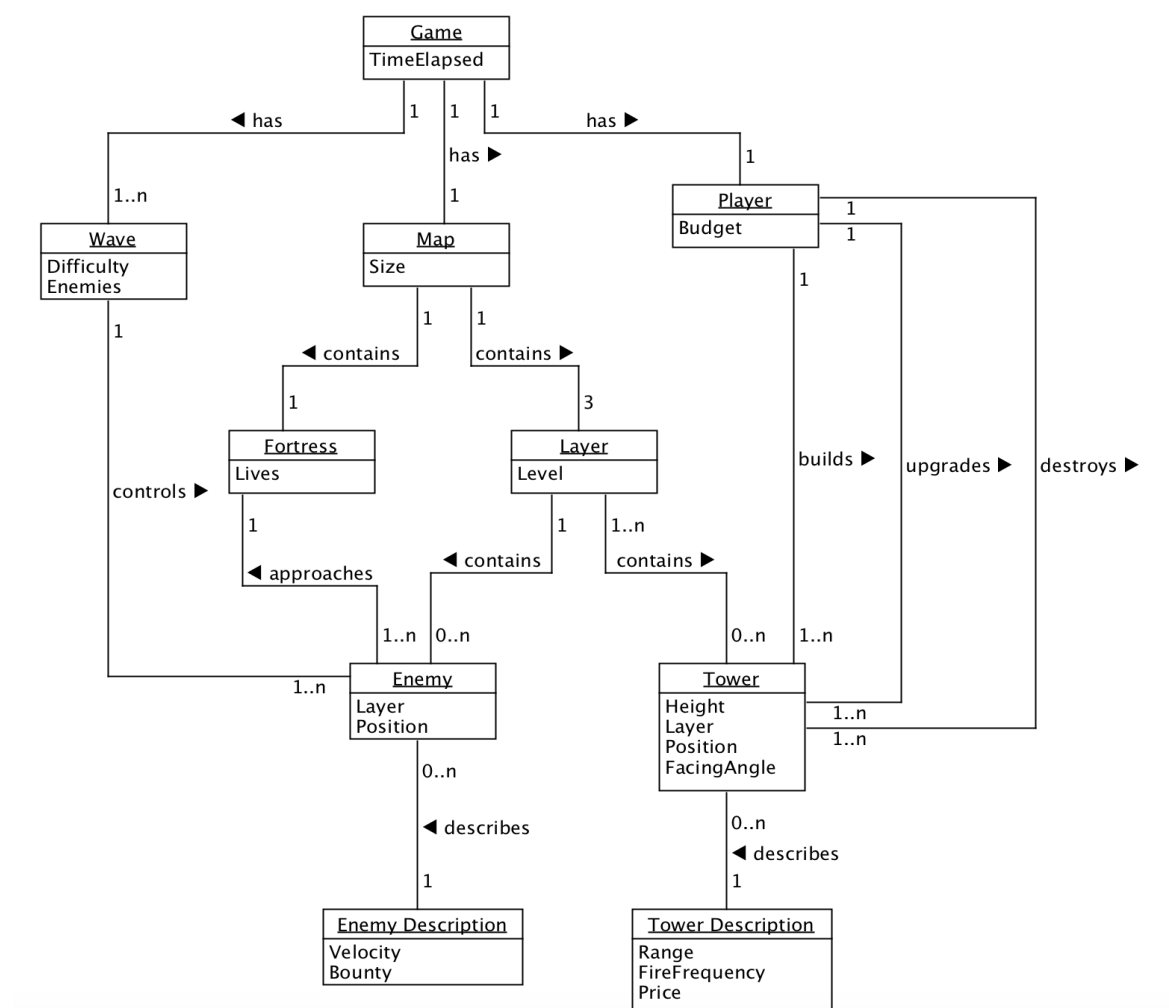 Game
TimeElapsed
1
1
1
◀ has
has ▶
has ▶
1
1..n
1
Player
Budget
1
1
Wave
Difficulty
Enemies
Map
Size
1
1
1
1
◀ contains
contains ▶
1
3
Fortress
Lives
Layer
Level
builds ▶
upgrades ▶
destroys ▶
controls ▶
1
1
1..n
◀ contains
contains ▶
◀ approaches
1..n
0..n
0..n
1..n
1..n
Enemy
Layer
Position
Tower
Height
Layer
Position
FacingAngle
1..n
1..n
0..n
◀ describes
1
0..n
◀ describes
1
Enemy Description
Velocity
Bounty
Tower Description
Range
FireFrequency
Price